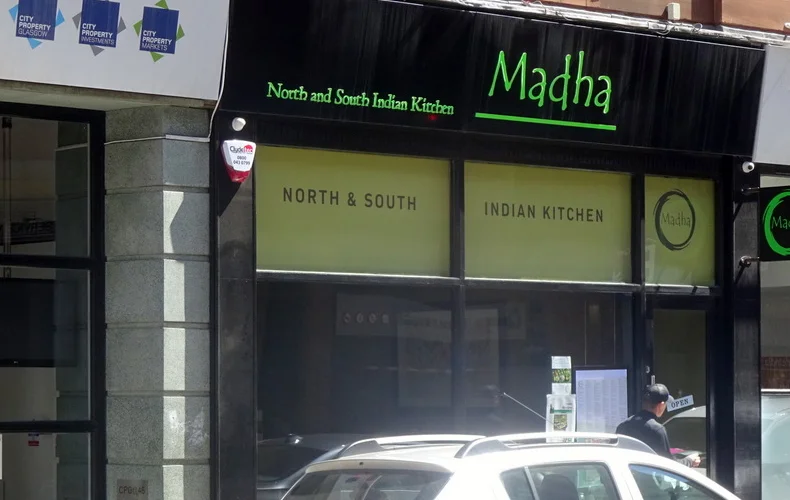 CITY
PROPERTY
GLASGOW
CITY
PROPERTY
INVESTMENTS
CITY
PROPERTY
MARKETS
North and South Indian Kitchen
Madha
NORTH & SOUTH
INDIAN KITCHEN
Madha
OPEN